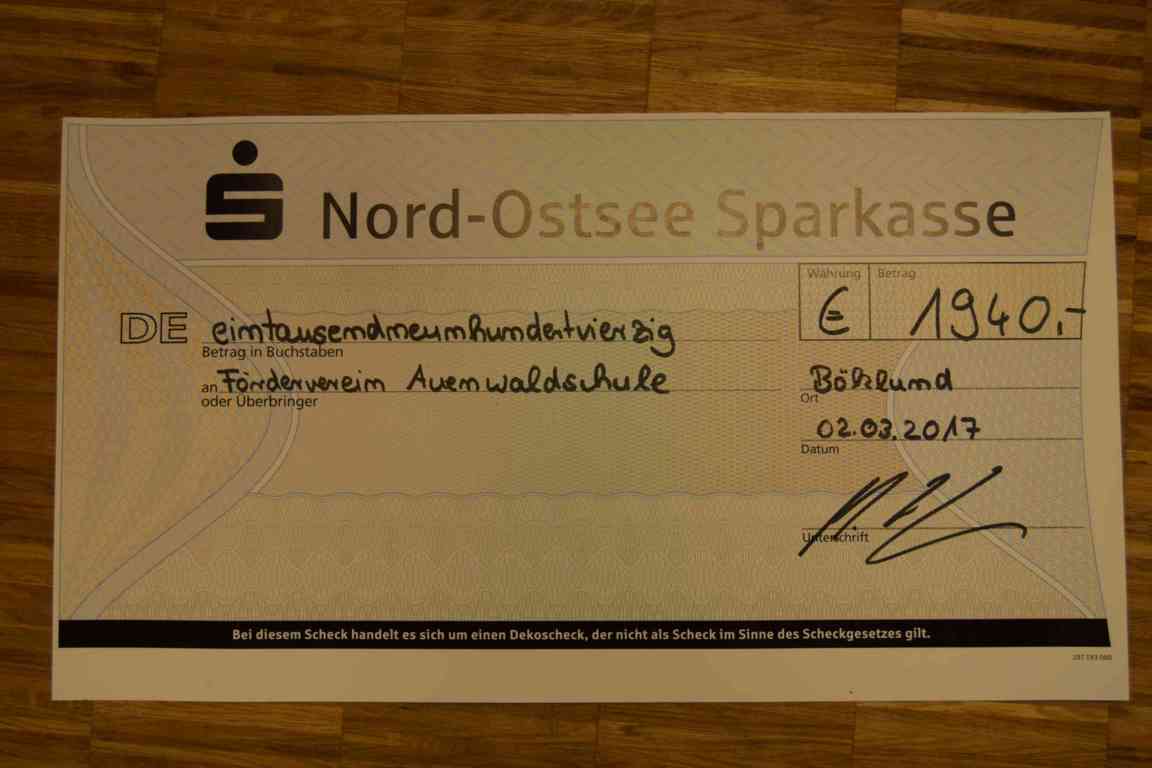 Nord-Ostsee Sparkasse
Währung Betrag
€ 1940,-
DE eintausendneunhundertvierzig
Betrag in Buchstaben
an Förderverein Auenwaldschule
oder Überbringer
Böklund
Ort
02.03.2017
Datum
Unterschrift
Bei diesem Scheck handelt es sich um einen Dekoscheck, der nicht als Scheck im Sinne des Scheckgesetzes gilt.